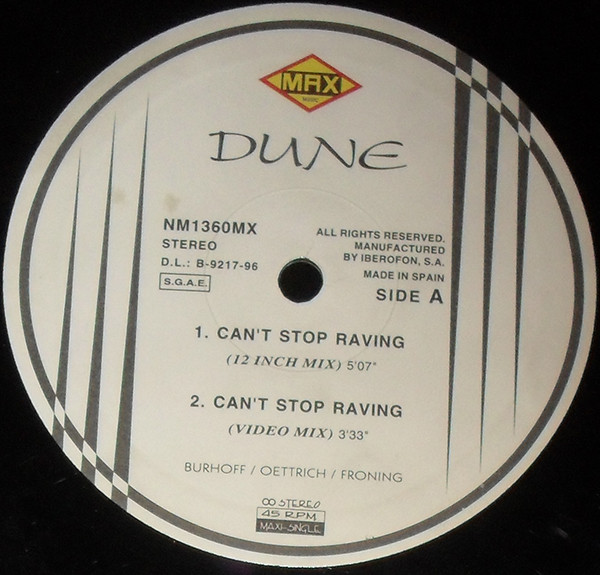 MAX
MUSIC
DUNE
NM1360MX
STEREO
D.L.: B-9217-96
S.G.A.E.
ALL RIGHTS RESERVED.
MANUFACTURED
BY IBEROFON, S.A.
MADE IN SPAIN
SIDE A
1. CAN'T STOP RAVING
(12 INCH MIX) 5'07"
2. CAN'T STOP RAVING
(VIDEO MIX) 3'33"
BURHOFF / OETTRICH / FRONING
STEREO
45 RPM
MAXI-SINGLE